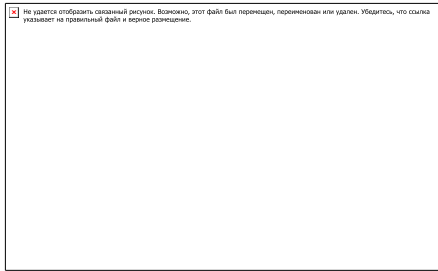 Не удается отобразить связанный рисунок. Возможно, этот файл был перемещен, переименован или удален. Убедитесь, что ссылка
указывает на правильный файл и верное размещение.